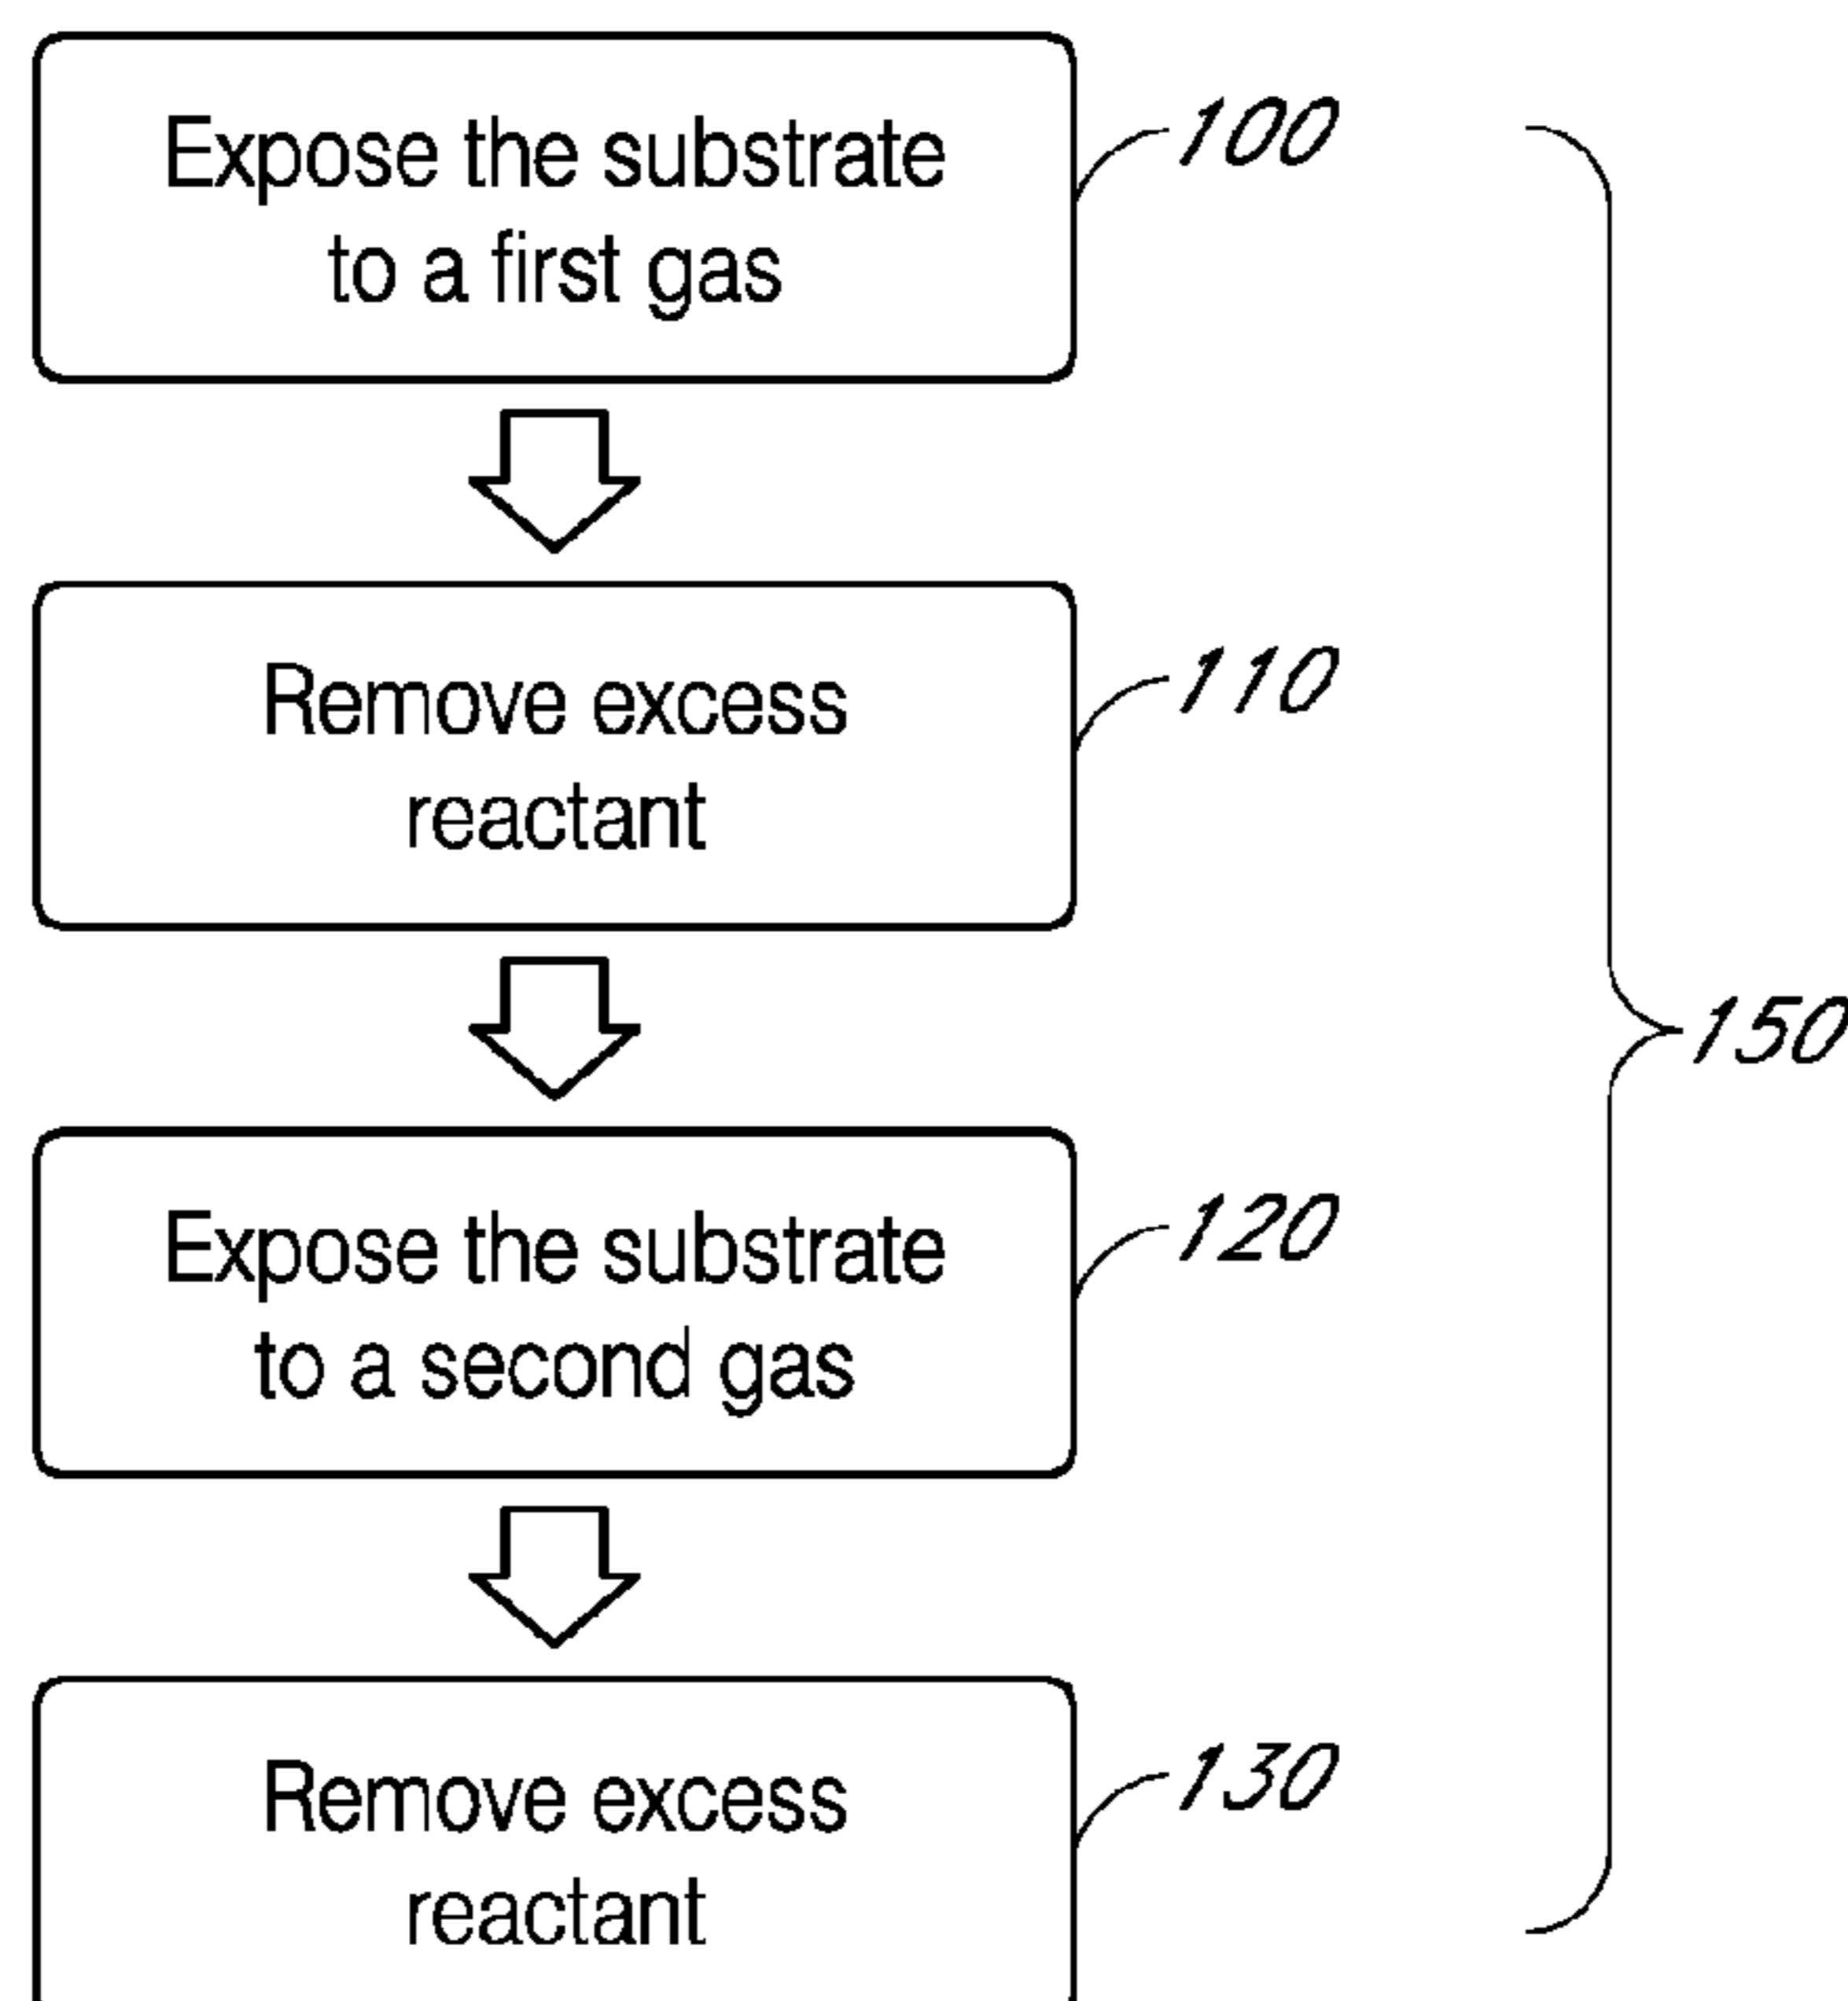 Expose the substrate
to a first gas
100
Remove excess
reactant
110
150
Expose the substrate
to a second gas
120
Remove excess
reactant
130